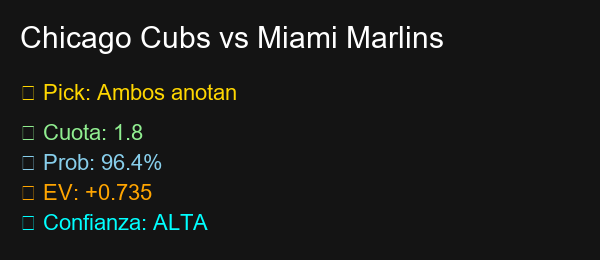 Chicago Cubs vs Miami Marlins
Pick: Ambos anotan
Cuota: 1.8
Prob: 96.4%
EV: +0.735
Confianza: ALTA